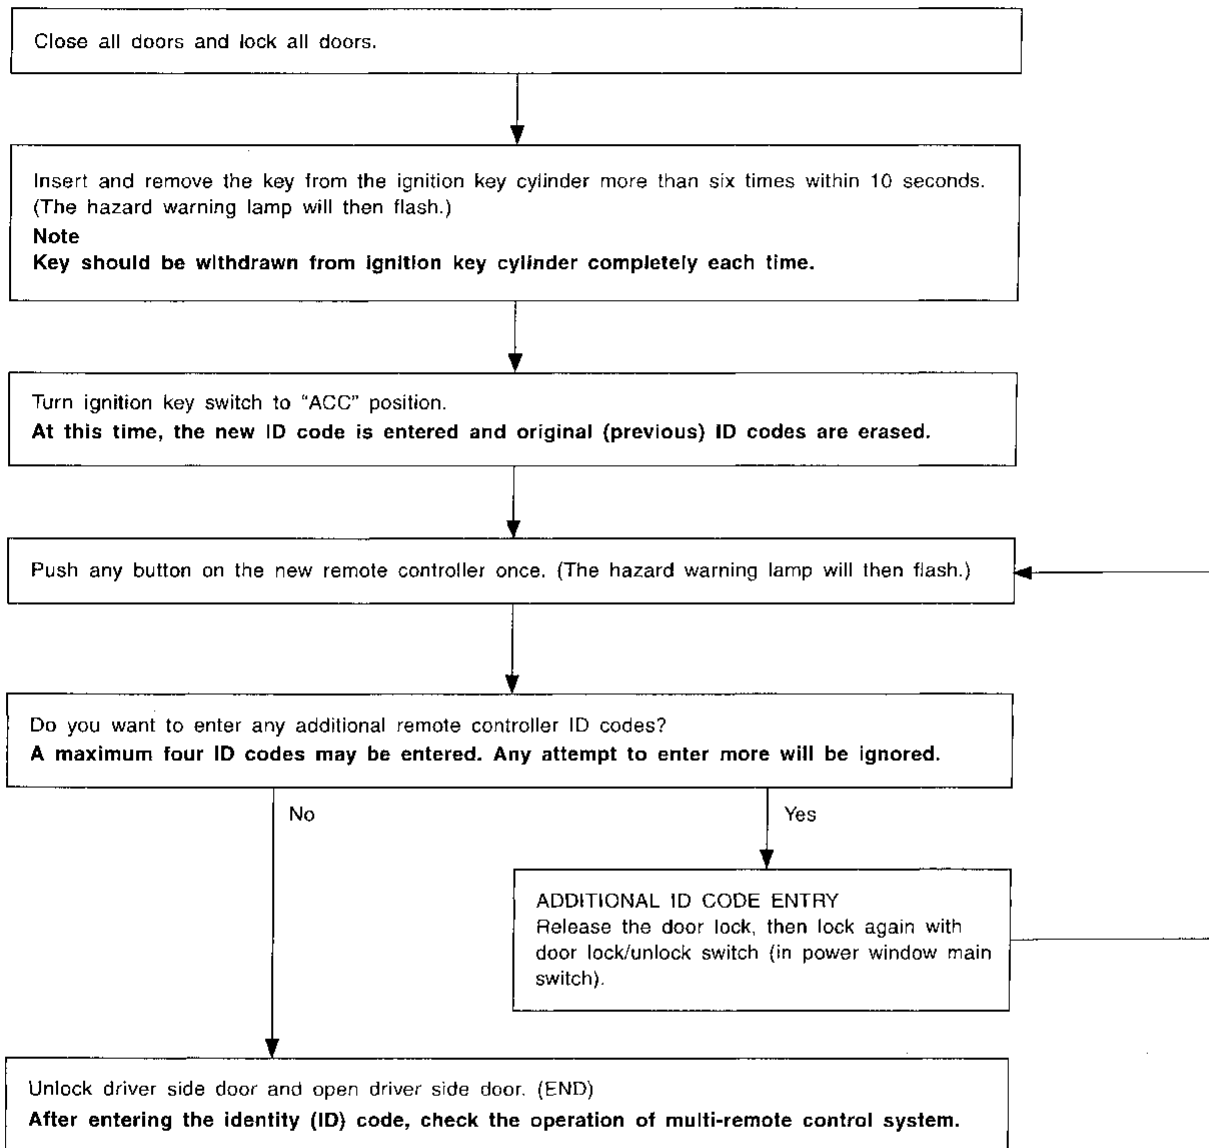 Close all doors and lock all doors.
Insert and remove the key from the ignition key cylinder more than six times within 10 seconds.
(The hazard warning lamp will then flash.)
Note
Key should be withdrawn from ignition key cylinder completely each time.
Turn ignition key switch to “ACC” position.
At this time, the new ID code is entered and original (previous) ID codes are erased.
Push any button on the new remote controller once. (The hazard warning lamp will then flash.)
Do you want to enter any additional remote controller ID codes?
A maximum four ID codes may be entered. Any attempt to enter more will be ignored.
No
Yes
ADDITIONAL ID CODE ENTRY
Release the door lock, then lock again with
door lock/unlock switch (in power window main
switch).
Unlock driver side door and open driver side door. (END)
After entering the identity (ID) code, check the operation of multi-remote control system.